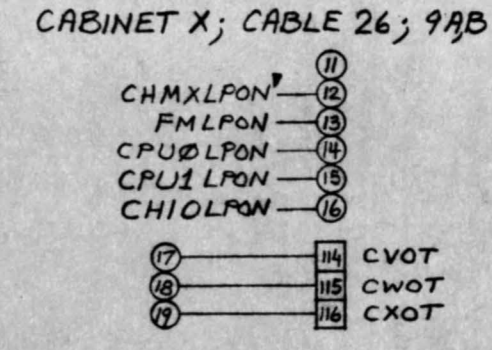 CABINET X; CABLE 26; 9A,B
11
CHMXLPON' 12
FMLPON 13
CPUØLPON 14
CPU1LPON 15
CHIOLPON 16
17 114 CVOT
18 115 CWOT
19 116 CXOT